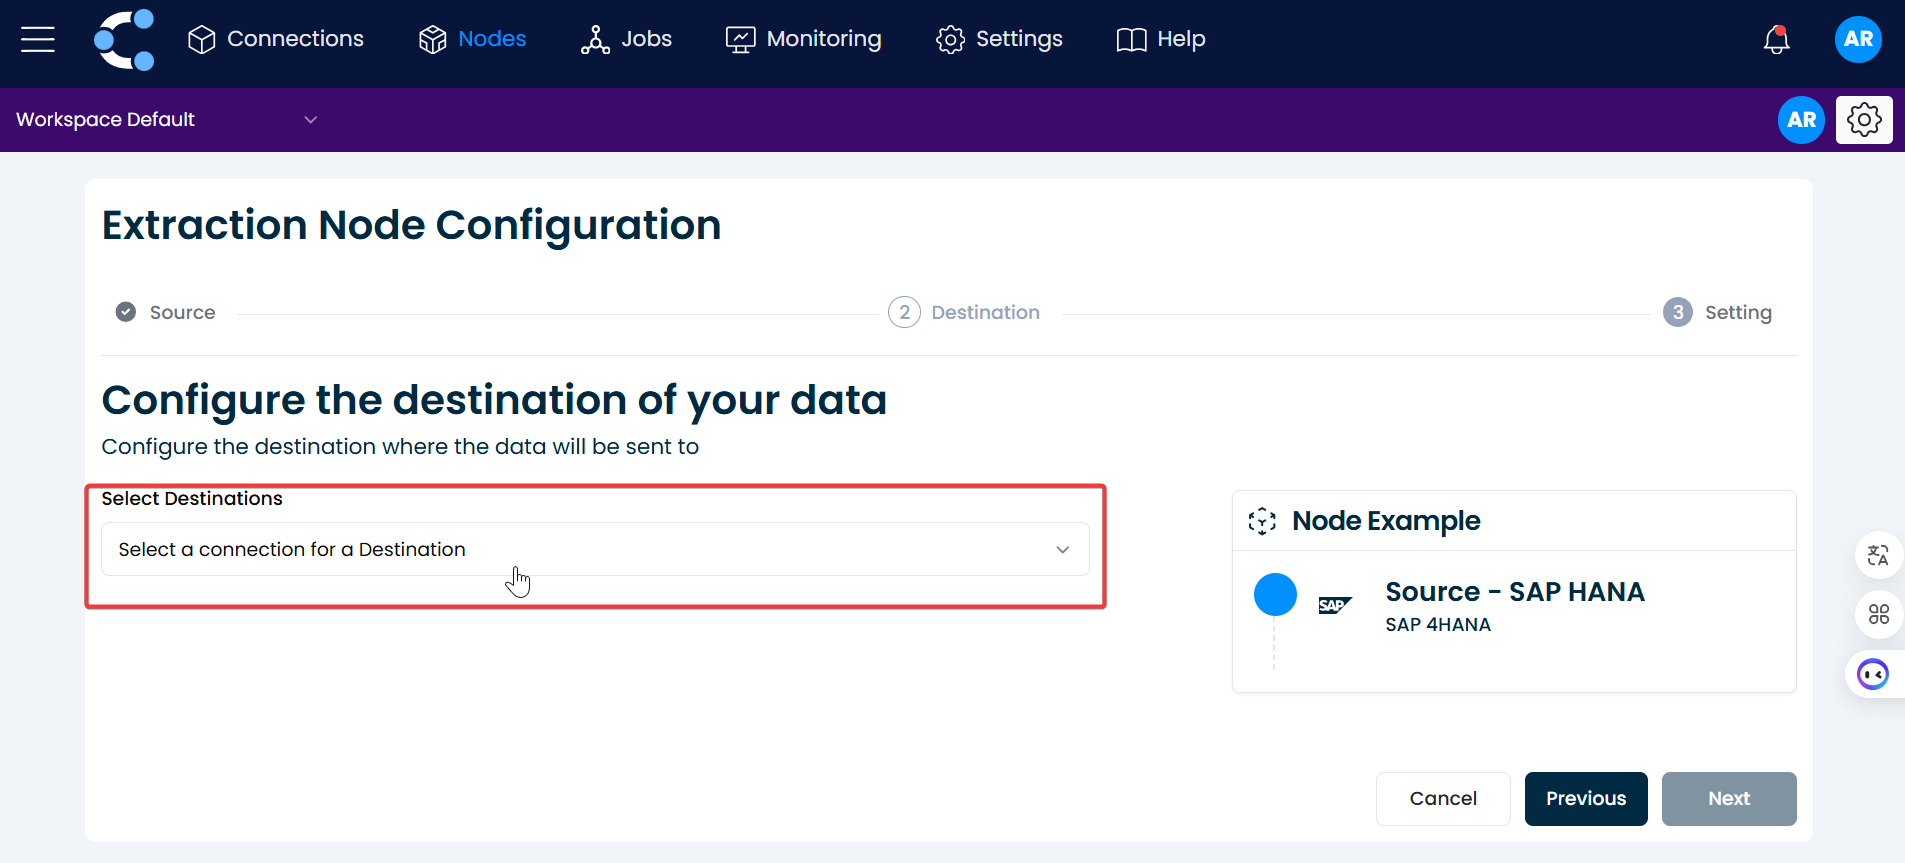 Connections
Nodes
Jobs
Monitoring
Settings
Help
AR
Workspace Default
AR
Extraction Node Configuration
Source
2 Destination
3 Setting
Configure the destination of your data
Configure the destination where the data will be sent to
Select Destinations
Select a connection for a Destination
Node Example
SAP
Source - SAP HANA
SAP 4HANA
Cancel
Previous
Next